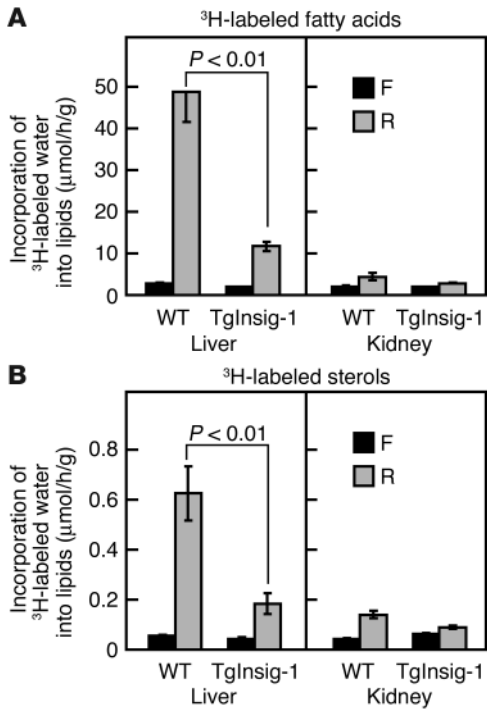 A
³H-labeled fatty acids
Incorporation of
³H-labeled water
into lipids (μmol/h/g)
50
40
30
20
10
0
P < 0.01
F
R
WT TgInsig-1 WT TgInsig-1
Liver Kidney
B
³H-labeled sterols
Incorporation of
³H-labeled water
into lipids (μmol/h/g)
0.8
0.6
0.4
0.2
0
P < 0.01
F
R
WT TgInsig-1 WT TgInsig-1
Liver Kidney